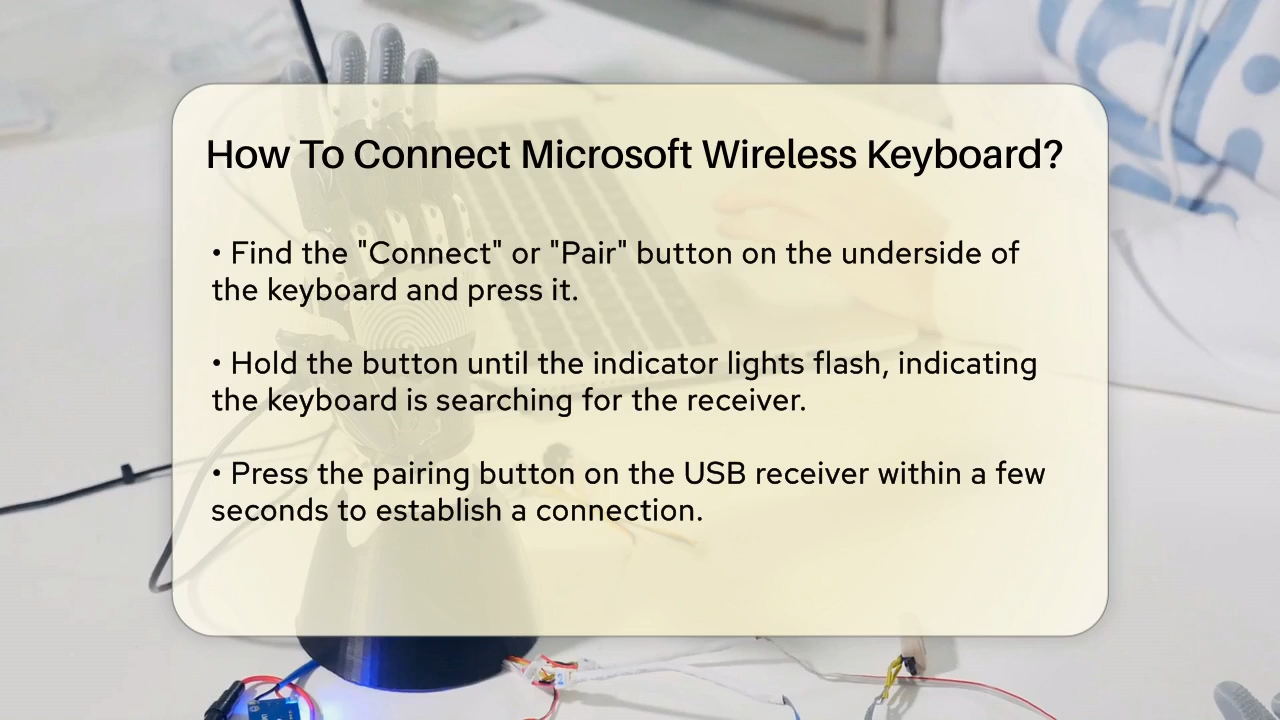 How To Connect Microsoft Wireless Keyboard?
• Find the "Connect" or "Pair" button on the underside of
the keyboard and press it.
• Hold the button until the indicator lights flash, indicating
the keyboard is searching for the receiver.
• Press the pairing button on the USB receiver within a few
seconds to establish a connection.